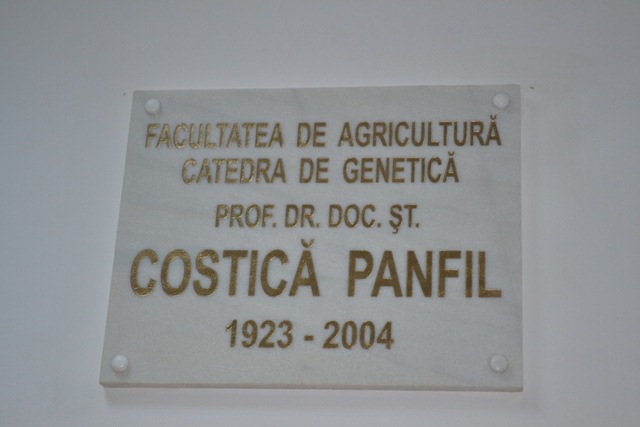 FACULTATEA DE AGRICULTURĂ
CATEDRA DE GENETICĂ
PROF. DR. DOC. ŞT.
COSTICĂ PANFIL
1923 - 2004